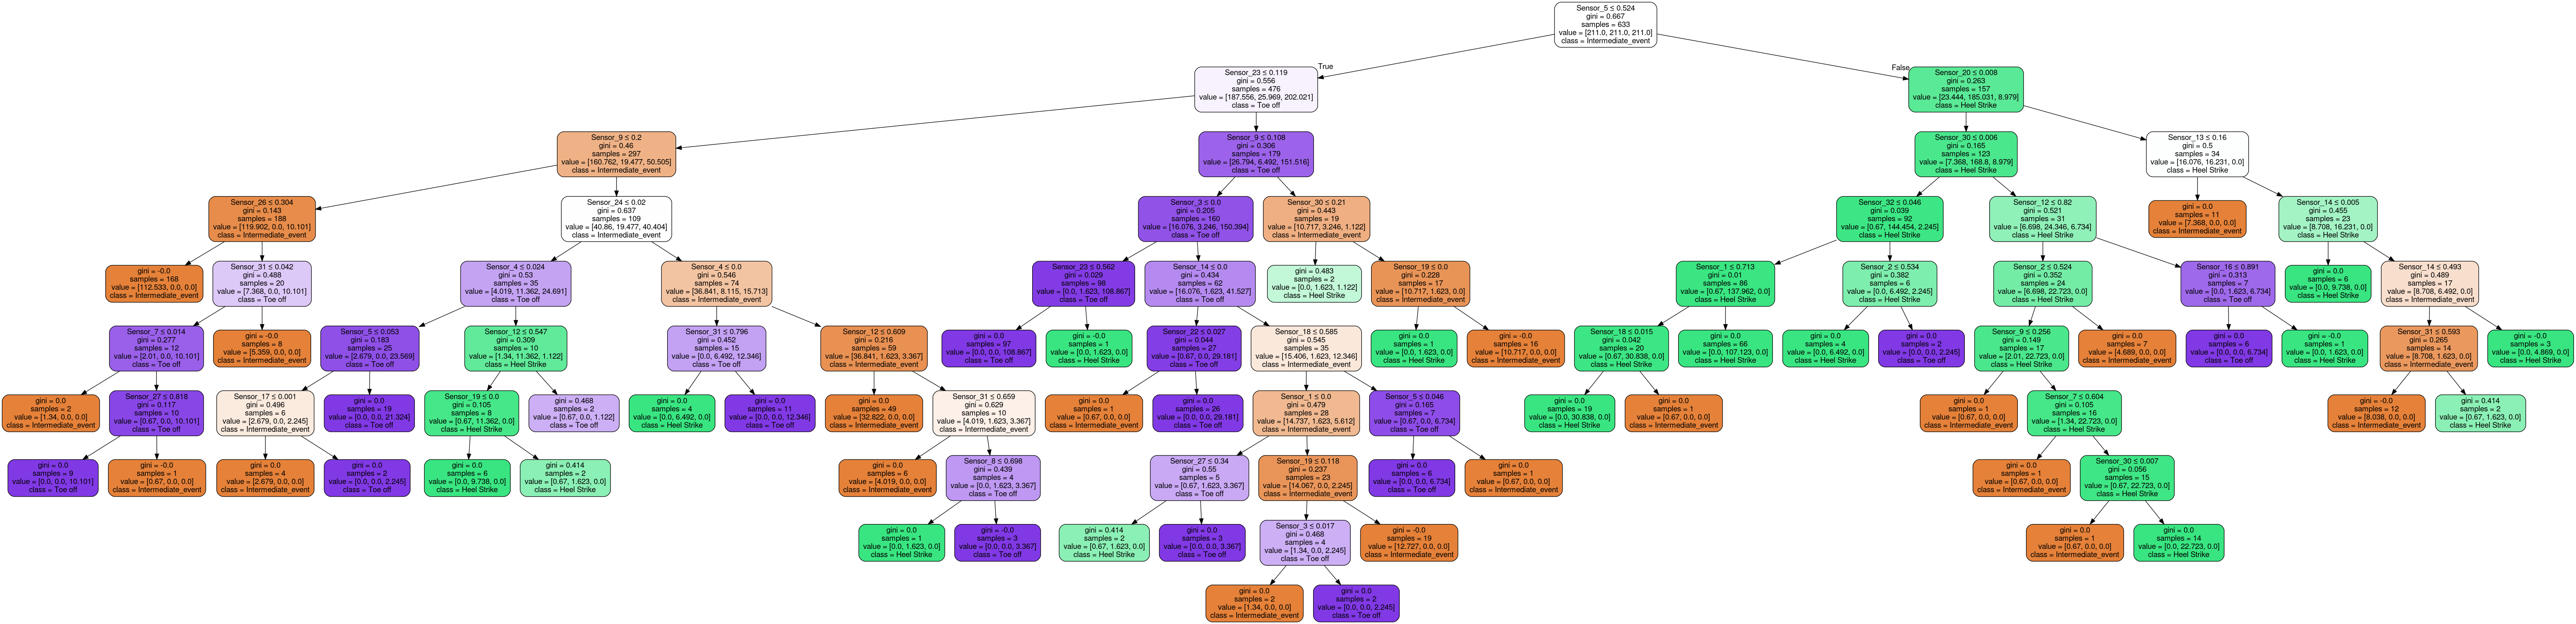 Sensor_5 ≤ 0.524
gini = 0.667
samples = 633
value = [211.0, 211.0, 211.0]
class = Intermediate_event
True
False
Sensor_23 ≤ 0.119
gini = 0.556
samples = 476
value = [187.556, 25.969, 202.021]
class = Toe off
Sensor_20 ≤ 0.008
gini = 0.263
samples = 157
value = [23.444, 185.031, 8.979]
class = Heel Strike
Sensor_9 ≤ 0.2
gini = 0.46
samples = 297
value = [160.762, 19.477, 50.505]
class = Intermediate_event
Sensor_9 ≤ 0.108
gini = 0.306
samples = 179
value = [26.794, 6.492, 151.516]
class = Toe off
Sensor_30 ≤ 0.006
gini = 0.165
samples = 123
value = [7.368, 168.8, 8.979]
class = Heel Strike
Sensor_13 ≤ 0.16
gini = 0.5
samples = 34
value = [16.076, 16.231, 0.0]
class = Heel Strike
Sensor_26 ≤ 0.304
gini = 0.143
samples = 188
value = [119.902, 0.0, 10.101]
class = Intermediate_event
Sensor_24 ≤ 0.02
gini = 0.637
samples = 109
value = [40.86, 19.477, 40.404]
class = Intermediate_event
Sensor_3 ≤ 0.0
gini = 0.205
samples = 160
value = [16.076, 3.246, 150.394]
class = Toe off
Sensor_30 ≤ 0.21
gini = 0.443
samples = 19
value = [10.717, 3.246, 1.122]
class = Intermediate_event
Sensor_32 ≤ 0.046
gini = 0.039
samples = 92
value = [0.67, 144.454, 2.245]
class = Heel Strike
Sensor_12 ≤ 0.82
gini = 0.521
samples = 31
value = [6.698, 24.346, 6.734]
class = Heel Strike
gini = 0.0
samples = 11
value = [7.368, 0.0, 0.0]
class = Intermediate_event
Sensor_14 ≤ 0.005
gini = 0.455
samples = 23
value = [8.708, 16.231, 0.0]
class = Heel Strike
gini = -0.0
samples = 168
value = [112.533, 0.0, 0.0]
class = Intermediate_event
Sensor_31 ≤ 0.042
gini = 0.488
samples = 20
value = [7.368, 0.0, 10.101]
class = Toe off
Sensor_4 ≤ 0.024
gini = 0.53
samples = 35
value = [4.019, 11.362, 24.691]
class = Toe off
Sensor_4 ≤ 0.0
gini = 0.546
samples = 74
value = [36.841, 8.115, 15.713]
class = Intermediate_event
Sensor_23 ≤ 0.562
gini = 0.029
samples = 98
value = [0.0, 1.623, 108.867]
class = Toe off
Sensor_14 ≤ 0.0
gini = 0.434
samples = 62
value = [16.076, 1.623, 41.527]
class = Toe off
gini = 0.483
samples = 2
value = [0.0, 1.623, 1.122]
class = Heel Strike
Sensor_19 ≤ 0.0
gini = 0.228
samples = 17
value = [10.717, 1.623, 0.0]
class = Intermediate_event
Sensor_1 ≤ 0.713
gini = 0.01
samples = 86
value = [0.67, 137.962, 0.0]
class = Heel Strike
Sensor_2 ≤ 0.534
gini = 0.382
samples = 6
value = [0.0, 6.492, 2.245]
class = Heel Strike
Sensor_2 ≤ 0.524
gini = 0.352
samples = 24
value = [6.698, 22.723, 0.0]
class = Heel Strike
Sensor_16 ≤ 0.891
gini = 0.313
samples = 7
value = [0.0, 1.623, 6.734]
class = Toe off
gini = 0.0
samples = 6
value = [0.0, 9.738, 0.0]
class = Heel Strike
Sensor_14 ≤ 0.493
gini = 0.489
samples = 17
value = [8.708, 6.492, 0.0]
class = Intermediate_event
Sensor_7 ≤ 0.014
gini = 0.277
samples = 12
value = [2.01, 0.0, 10.101]
class = Toe off
gini = -0.0
samples = 8
value = [5.359, 0.0, 0.0]
class = Intermediate_event
Sensor_5 ≤ 0.053
gini = 0.183
samples = 25
value = [2.679, 0.0, 23.569]
class = Toe off
Sensor_12 ≤ 0.547
gini = 0.309
samples = 10
value = [1.34, 11.362, 1.122]
class = Heel Strike
Sensor_31 ≤ 0.796
gini = 0.452
samples = 15
value = [0.0, 6.492, 12.346]
class = Toe off
Sensor_12 ≤ 0.609
gini = 0.216
samples = 59
value = [36.841, 1.623, 3.367]
class = Intermediate_event
gini = 0.0
samples = 97
value = [0.0, 0.0, 108.867]
class = Toe off
gini = -0.0
samples = 1
value = [0.0, 1.623, 0.0]
class = Heel Strike
Sensor_22 ≤ 0.027
gini = 0.044
samples = 27
value = [0.67, 0.0, 29.181]
class = Toe off
Sensor_18 ≤ 0.585
gini = 0.545
samples = 35
value = [15.406, 1.623, 12.346]
class = Intermediate_event
gini = 0.0
samples = 1
value = [0.0, 1.623, 0.0]
class = Heel Strike
gini = -0.0
samples = 16
value = [10.717, 0.0, 0.0]
class = Intermediate_event
Sensor_18 ≤ 0.015
gini = 0.042
samples = 20
value = [0.67, 30.838, 0.0]
class = Heel Strike
gini = 0.0
samples = 66
value = [0.0, 107.123, 0.0]
class = Heel Strike
gini = 0.0
samples = 4
value = [0.0, 6.492, 0.0]
class = Heel Strike
gini = 0.0
samples = 2
value = [0.0, 0.0, 2.245]
class = Toe off
Sensor_9 ≤ 0.256
gini = 0.149
samples = 17
value = [2.01, 22.723, 0.0]
class = Heel Strike
gini = 0.0
samples = 7
value = [4.689, 0.0, 0.0]
class = Intermediate_event
gini = 0.0
samples = 6
value = [0.0, 0.0, 6.734]
class = Toe off
gini = -0.0
samples = 1
value = [0.0, 1.623, 0.0]
class = Heel Strike
Sensor_31 ≤ 0.593
gini = 0.265
samples = 14
value = [8.708, 1.623, 0.0]
class = Intermediate_event
gini = -0.0
samples = 3
value = [0.0, 4.869, 0.0]
class = Heel Strike
gini = 0.0
samples = 2
value = [1.34, 0.0, 0.0]
class = Intermediate_event
Sensor_27 ≤ 0.818
gini = 0.117
samples = 10
value = [0.67, 0.0, 10.101]
class = Toe off
Sensor_17 ≤ 0.001
gini = 0.496
samples = 6
value = [2.679, 0.0, 2.245]
class = Intermediate_event
gini = 0.0
samples = 19
value = [0.0, 0.0, 21.324]
class = Toe off
Sensor_19 ≤ 0.0
gini = 0.105
samples = 8
value = [0.67, 11.362, 0.0]
class = Heel Strike
gini = 0.468
samples = 2
value = [0.67, 0.0, 1.122]
class = Toe off
gini = 0.0
samples = 4
value = [0.0, 6.492, 0.0]
class = Heel Strike
gini = 0.0
samples = 11
value = [0.0, 0.0, 12.346]
class = Toe off
gini = 0.0
samples = 49
value = [32.822, 0.0, 0.0]
class = Intermediate_event
Sensor_31 ≤ 0.659
gini = 0.629
samples = 10
value = [4.019, 1.623, 3.367]
class = Intermediate_event
gini = 0.0
samples = 1
value = [0.67, 0.0, 0.0]
class = Intermediate_event
gini = 0.0
samples = 26
value = [0.0, 0.0, 29.181]
class = Toe off
Sensor_1 ≤ 0.0
gini = 0.479
samples = 28
value = [14.737, 1.623, 5.612]
class = Intermediate_event
Sensor_5 ≤ 0.046
gini = 0.165
samples = 7
value = [0.67, 0.0, 6.734]
class = Toe off
gini = 0.0
samples = 19
value = [0.0, 30.838, 0.0]
class = Heel Strike
gini = 0.0
samples = 1
value = [0.67, 0.0, 0.0]
class = Intermediate_event
gini = 0.0
samples = 1
value = [0.67, 0.0, 0.0]
class = Intermediate_event
Sensor_7 ≤ 0.604
gini = 0.105
samples = 16
value = [1.34, 22.723, 0.0]
class = Heel Strike
gini = -0.0
samples = 12
value = [8.038, 0.0, 0.0]
class = Intermediate_event
gini = 0.414
samples = 2
value = [0.67, 1.623, 0.0]
class = Heel Strike
gini = 0.0
samples = 9
value = [0.0, 0.0, 10.101]
class = Toe off
gini = -0.0
samples = 1
value = [0.67, 0.0, 0.0]
class = Intermediate_event
gini = 0.0
samples = 4
value = [2.679, 0.0, 0.0]
class = Intermediate_event
gini = 0.0
samples = 2
value = [0.0, 0.0, 2.245]
class = Toe off
gini = 0.0
samples = 6
value = [0.0, 9.738, 0.0]
class = Heel Strike
gini = 0.414
samples = 2
value = [0.67, 1.623, 0.0]
class = Heel Strike
gini = 0.0
samples = 6
value = [4.019, 0.0, 0.0]
class = Intermediate_event
Sensor_8 ≤ 0.698
gini = 0.439
samples = 4
value = [0.0, 1.623, 3.367]
class = Toe off
Sensor_27 ≤ 0.34
gini = 0.55
samples = 5
value = [0.67, 1.623, 3.367]
class = Toe off
Sensor_19 ≤ 0.118
gini = 0.237
samples = 23
value = [14.067, 0.0, 2.245]
class = Intermediate_event
gini = 0.0
samples = 6
value = [0.0, 0.0, 6.734]
class = Toe off
gini = 0.0
samples = 1
value = [0.67, 0.0, 0.0]
class = Intermediate_event
gini = 0.0
samples = 1
value = [0.67, 0.0, 0.0]
class = Intermediate_event
Sensor_30 ≤ 0.007
gini = 0.056
samples = 15
value = [0.67, 22.723, 0.0]
class = Heel Strike
gini = 0.0
samples = 1
value = [0.0, 1.623, 0.0]
class = Heel Strike
gini = -0.0
samples = 3
value = [0.0, 0.0, 3.367]
class = Toe off
gini = 0.414
samples = 2
value = [0.67, 1.623, 0.0]
class = Heel Strike
gini = 0.0
samples = 3
value = [0.0, 0.0, 3.367]
class = Toe off
Sensor_3 ≤ 0.017
gini = 0.468
samples = 4
value = [1.34, 0.0, 2.245]
class = Toe off
gini = -0.0
samples = 19
value = [12.727, 0.0, 0.0]
class = Intermediate_event
gini = 0.0
samples = 1
value = [0.67, 0.0, 0.0]
class = Intermediate_event
gini = 0.0
samples = 14
value = [0.0, 22.723, 0.0]
class = Heel Strike
gini = 0.0
samples = 2
value = [1.34, 0.0, 0.0]
class = Intermediate_event
gini = 0.0
samples = 2
value = [0.0, 0.0, 2.245]
class = Toe off